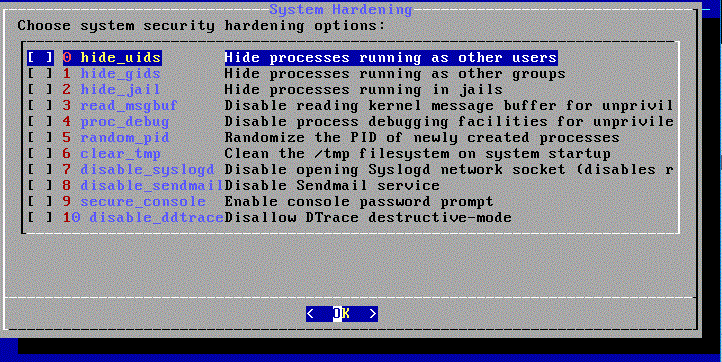 System Hardening
Choose system security hardening options:
[ ] 0 hide_uids Hide processes running as other users
[ ] 1 hide_gids Hide processes running as other groups
[ ] 2 hide_jail Hide processes running in jails
[ ] 3 read_msgbuf Disable reading kernel message buffer for unprivil
[ ] 4 proc_debug Disable process debugging facilities for unprivile
[ ] 5 random_pid Randomize the PID of newly created processes
[ ] 6 clear_tmp Clean the /tmp filesystem on system startup
[ ] 7 disable_syslogd Disable opening Syslogd network socket (disables r
[ ] 8 disable_sendmail Disable Sendmail service
[ ] 9 secure_console Enable console password prompt
[ ] 10 disable_ddtrace Disallow DTrace destructive-mode
< OK >